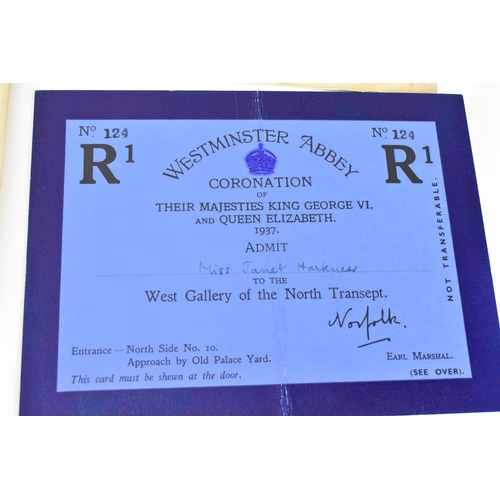 Nº 124
Nº 124
R¹
R¹
WESTMINSTER ABBEY
CORONATION
OF
THEIR MAJESTIES KING GEORGE VI.
AND QUEEN ELIZABETH.
1937.
ADMIT
Miss Janet Harkness
TO THE
West Gallery of the North Transept.
Norfolk.
EARL MARSHAL.
(SEE OVER).
Entrance — North Side No. 10.
Approach by Old Palace Yard.
This card must be shewn at the door.
NOT TRANSFERABLE.